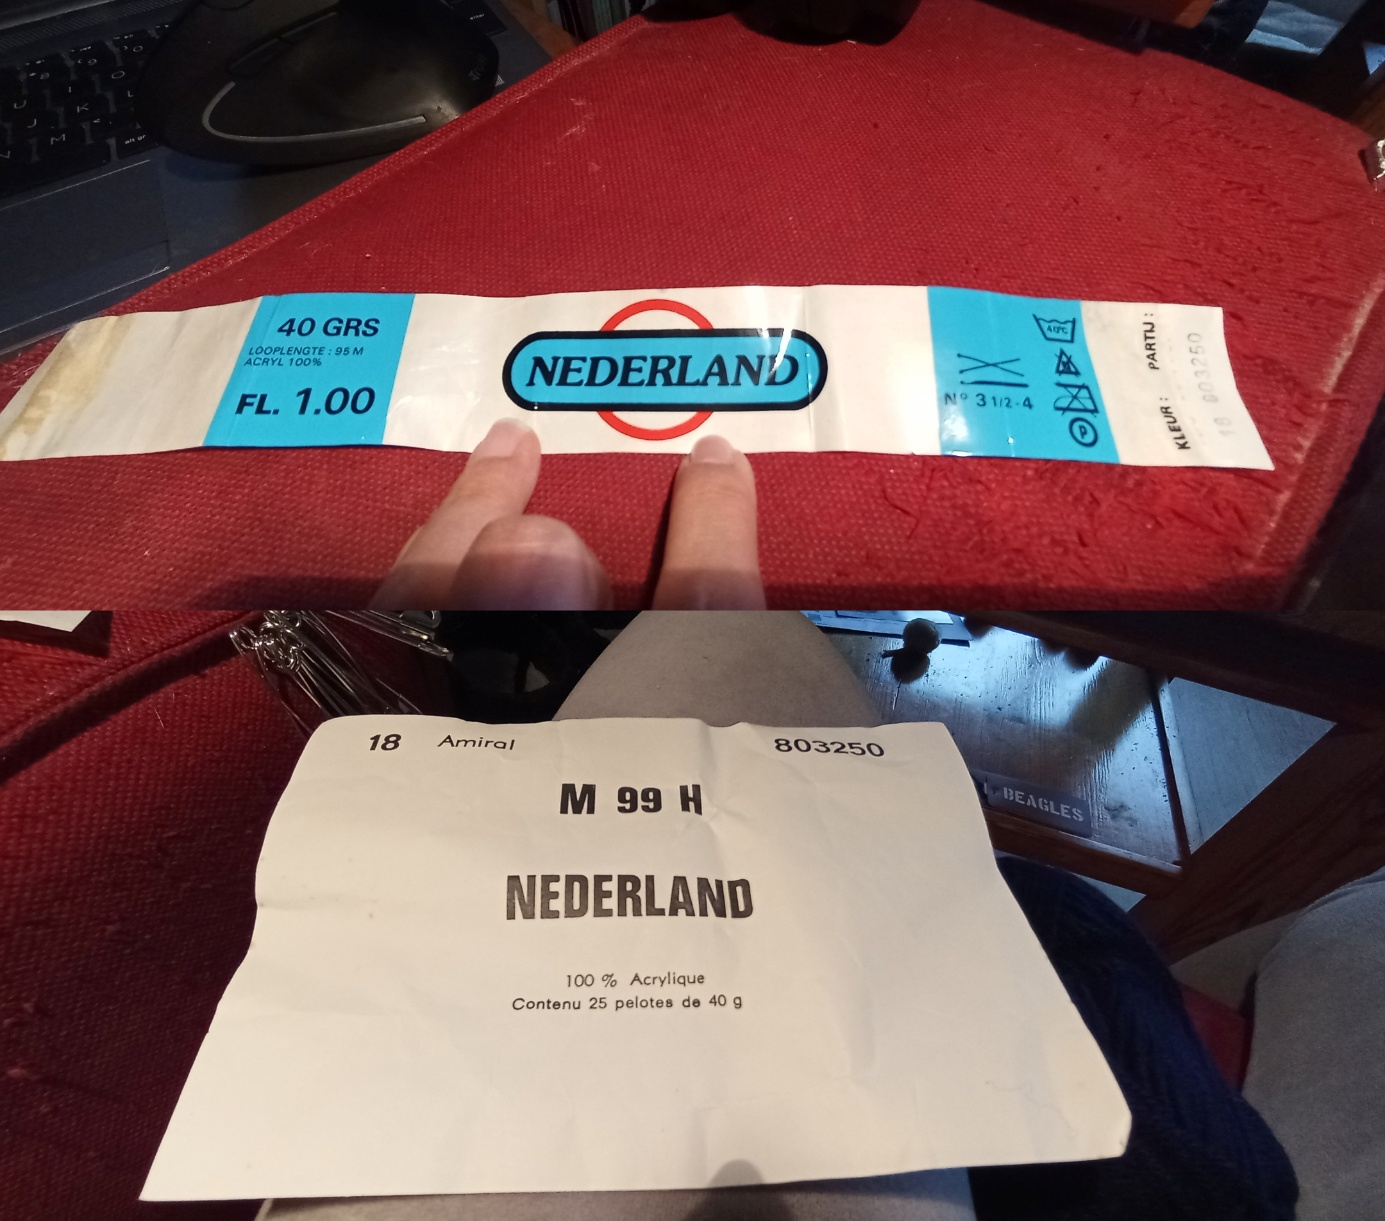 40 GRS
LOOPLENGTE : 95 M
ACRYL 100%
FL. 1.00
NEDERLAND
Nº 3 1/2-4
40°C
P
KLEUR : PARTIJ :
18 803250
18 Amiral 803250
M 99 H
NEDERLAND
100 % Acrylique
Contenu 25 pelotes de 40 g
BEAGLES